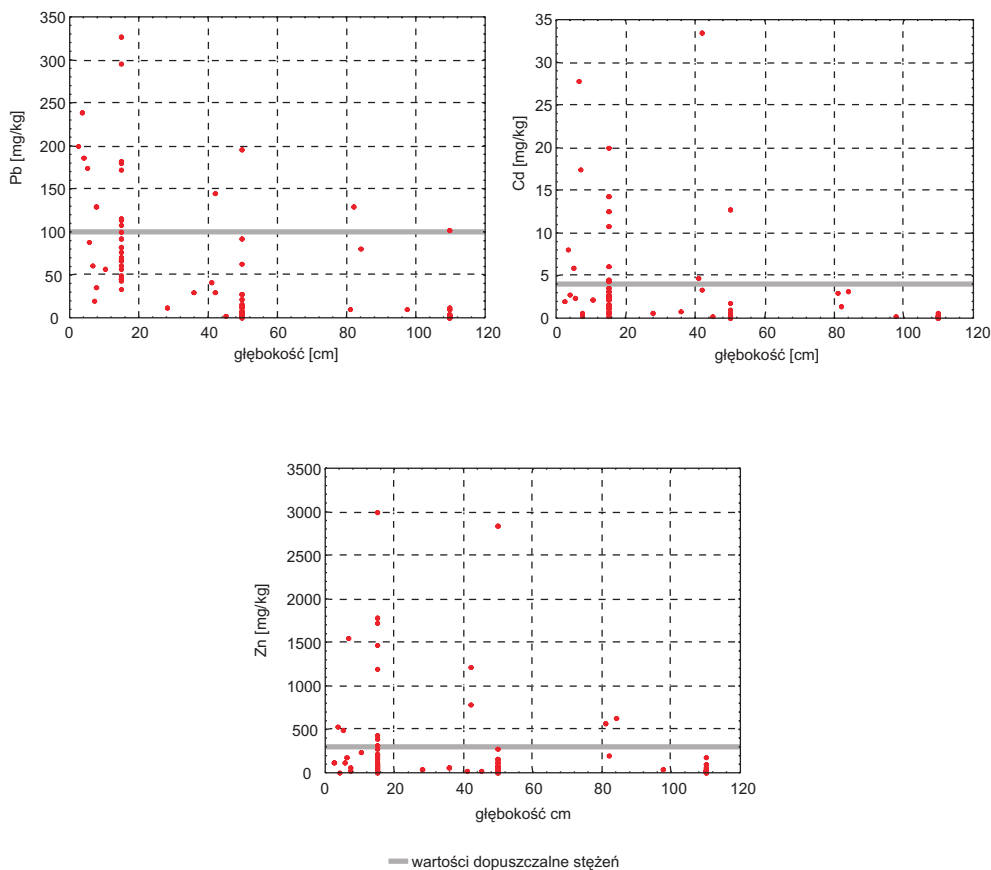 350
300
250
200
150
100
50
0
Pb [mg/kg]
0 20 40 60 80 100 120
głębokość [cm]
35
30
25
20
15
10
5
0
Cd [mg/kg]
0 20 40 60 80 100 120
głębokość [cm]
3500
3000
2500
2000
1500
1000
500
0
Zn [mg/kg]
0 20 40 60 80 100 120
głębokość cm
wartości dopuszczalne stężeń